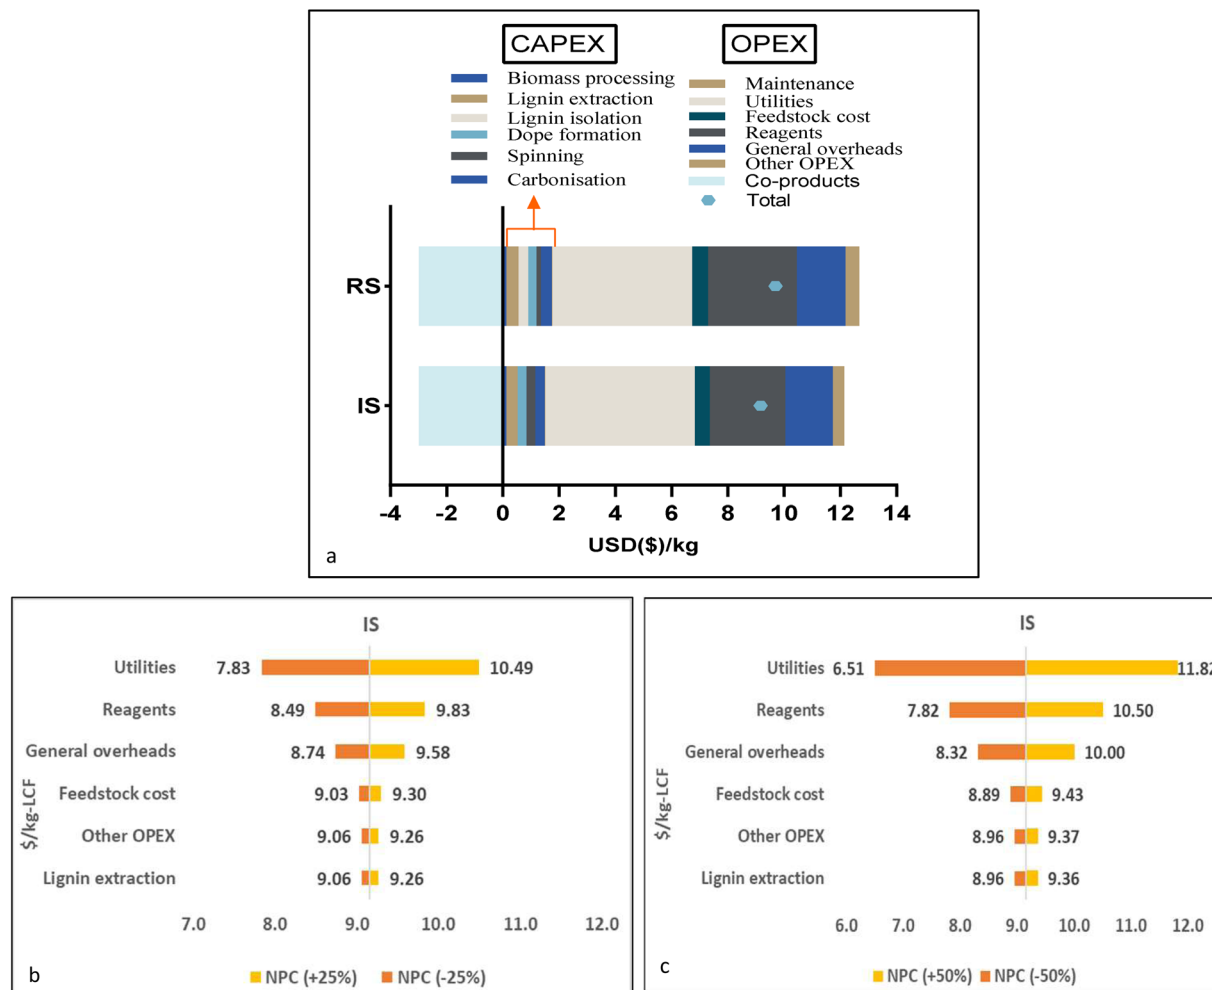 CAPEX
OPEX
Biomass processing
Lignin extraction
Lignin isolation
Dope formation
Spinning
Carbonisation
Maintenance
Utilities
Feedstock cost
Reagents
General overheads
Other OPEX
Co-products
Total
RS
IS
-4 -2 0 2 4 6 8 10 12 14
USD($)/kg
a
IS
$/kg-LCF
Utilities 7.83 10.49
Reagents 8.49 9.83
General overheads 8.74 9.58
Feedstock cost 9.03 9.30
Other OPEX 9.06 9.26
Lignin extraction 9.06 9.26
7.0 8.0 9.0 10.0 11.0 12.0
NPC (+25%) NPC (-25%)
b
IS
$/kg-LCF
Utilities 6.51 11.82
Reagents 7.82 10.50
General overheads 8.32 10.00
Feedstock cost 8.89 9.43
Other OPEX 8.96 9.37
Lignin extraction 8.96 9.36
6.0 7.0 8.0 9.0 10.0 11.0 12.0
NPC (+50%) NPC (-50%)
c